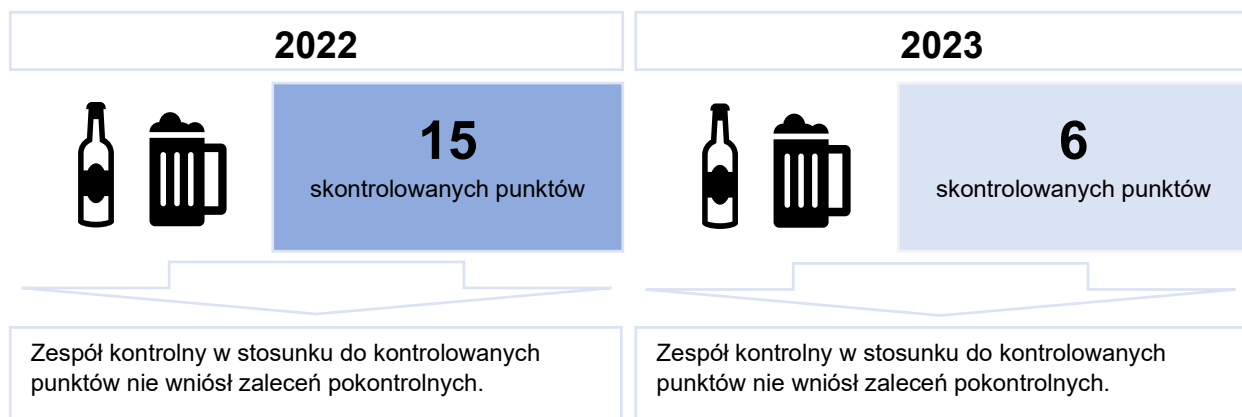 2022
15
skontrolowanych punktów
Zespół kontrolny w stosunku do kontrolowanych
punktów nie wniósł zaleceń pokontrolnych.
2023
6
skontrolowanych punktów
Zespół kontrolny w stosunku do kontrolowanych
punktów nie wniósł zaleceń pokontrolnych.